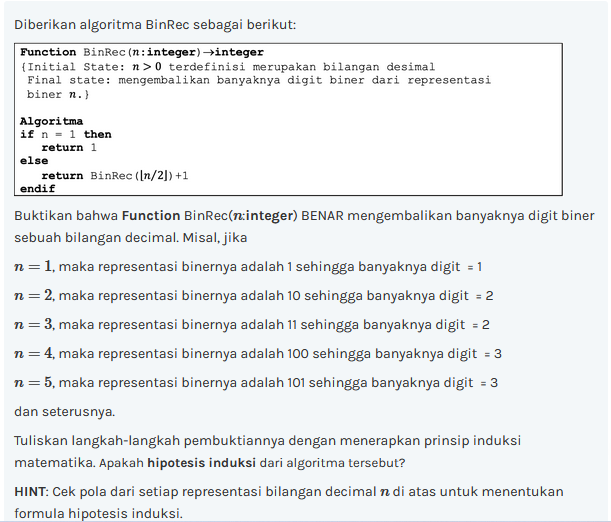 Diberikan algoritma BinRec sebagai berikut:
Function BinRec(n:integer)→integer
{Initial State: n > 0 terdefinisi merupakan bilangan desimal
Final state: mengembalikan banyaknya digit biner dari representasi
biner n.}
Algoritma
if n = 1 then
return 1
else
return BinRec(⌊n/2⌋)+1
endif
Buktikan bahwa Function BinRec(n:integer) BENAR mengembalikan banyaknya digit biner
sebuah bilangan decimal. Misal, jika
n = 1, maka representasi binernya adalah 1 sehingga banyaknya digit = 1
n = 2, maka representasi binernya adalah 10 sehingga banyaknya digit = 2
n = 3, maka representasi binernya adalah 11 sehingga banyaknya digit = 2
n = 4, maka representasi binernya adalah 100 sehingga banyaknya digit = 3
n = 5, maka representasi binernya adalah 101 sehingga banyaknya digit = 3
dan seterusnya.
Tuliskan langkah-langkah pembuktiannya dengan menerapkan prinsip induksi
matematika. Apakah hipotesis induksi dari algoritma tersebut?
HINT: Cek pola dari setiap representasi bilangan decimal n di atas untuk menentukan
formula hipotesis induksi.